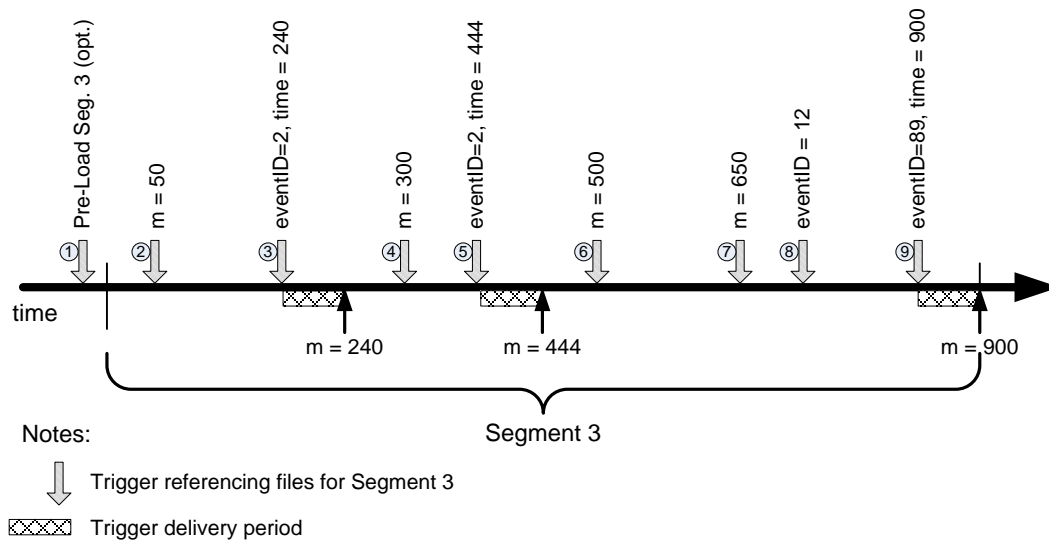 Pre-Load Seg. 3 (opt.)
m = 50
eventID=2, time = 240
m = 300
eventID=2, time = 444
m = 500
m = 650
eventID = 12
eventID=89, time = 900
1
2
3
4
5
6
7
8
9
time
m = 240
m = 444
m = 900
Segment 3
Notes:
Trigger referencing files for Segment 3
Trigger delivery period